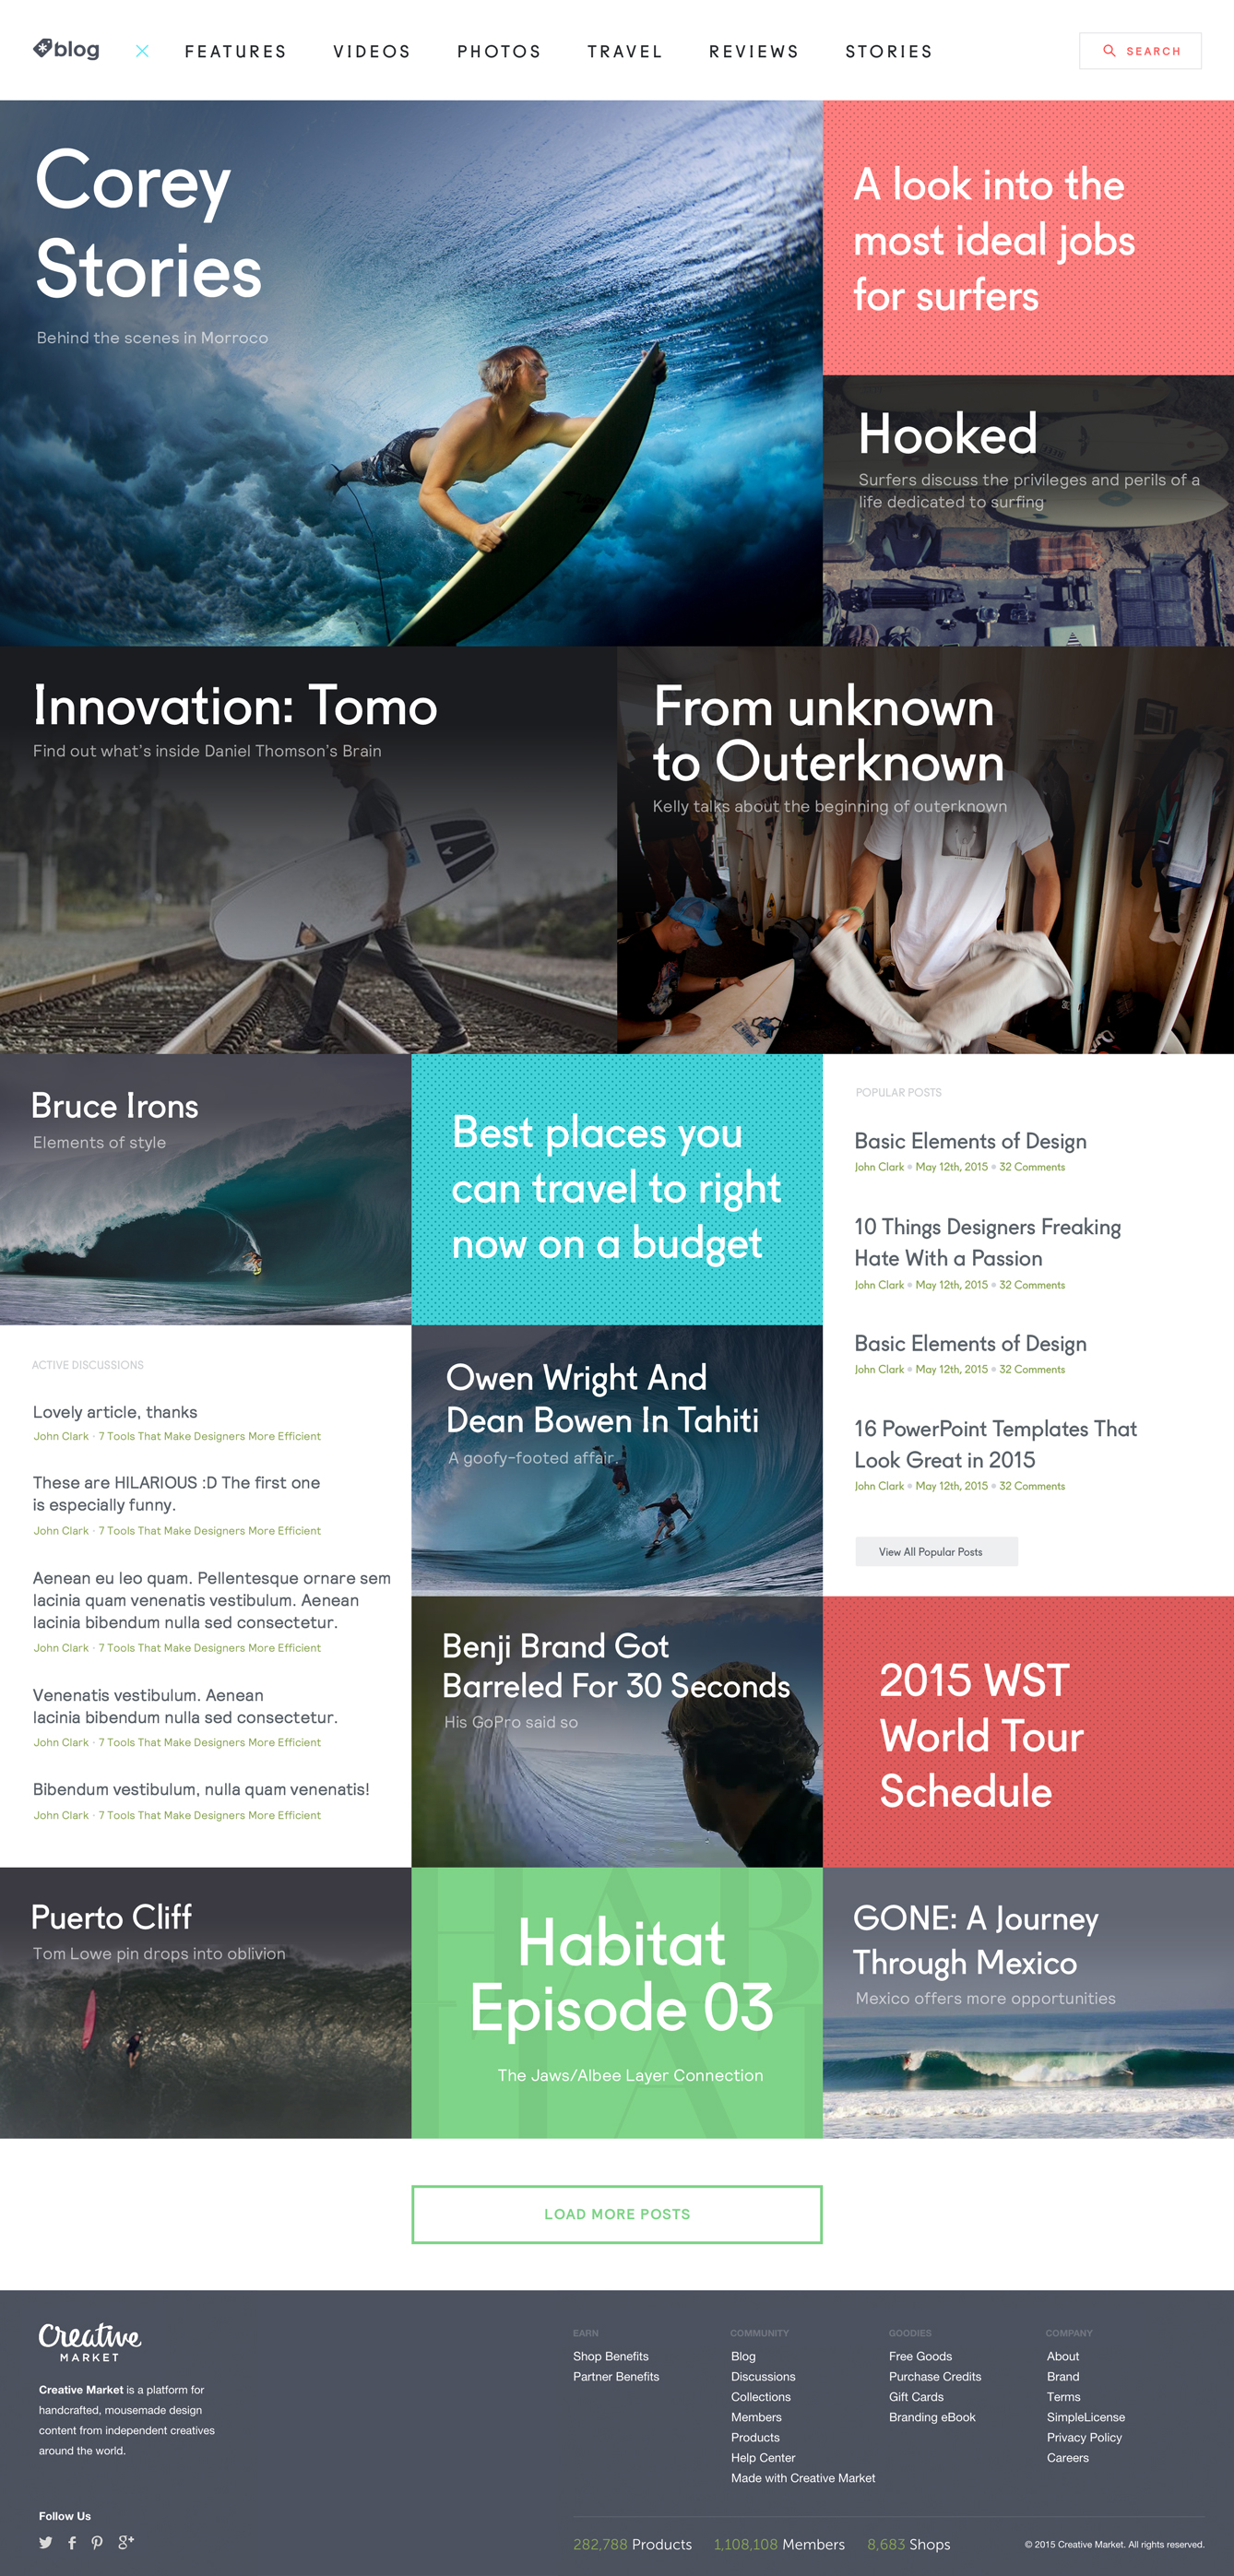 blog
FEATURES
VIDEOS
PHOTOS
TRAVEL
REVIEWS
STORIES
SEARCH
Corey
Stories
Behind the scenes in Morroco
A look into the
most ideal jobs
for surfers
Hooked
Surfers discuss the privileges and perils of a
life dedicated to surfing
Innovation: Tomo
Find out what's inside Daniel Thomson's Brain
From unknown
to Outerknown
Kelly talks about the beginning of outerknown
Bruce Irons
Elements of style
Best places you
can travel to right
now on a budget
POPULAR POSTS
Basic Elements of Design
John Clark • May 12th, 2015 • 32 Comments
10 Things Designers Freaking
Hate With a Passion
John Clark • May 12th, 2015 • 32 Comments
Basic Elements of Design
John Clark • May 12th, 2015 • 32 Comments
16 PowerPoint Templates That
Look Great in 2015
John Clark • May 12th, 2015 • 32 Comments
View All Popular Posts
ACTIVE DISCUSSIONS
Lovely article, thanks
John Clark · 7 Tools That Make Designers More Efficient
These are HILARIOUS :D The first one
is especially funny.
John Clark · 7 Tools That Make Designers More Efficient
Aenean eu leo quam. Pellentesque ornare sem
lacinia quam venenatis vestibulum. Aenean
lacinia bibendum nulla sed consectetur.
John Clark · 7 Tools That Make Designers More Efficient
Venenatis vestibulum. Aenean
lacinia bibendum nulla sed consectetur.
John Clark · 7 Tools That Make Designers More Efficient
Bibendum vestibulum, nulla quam venenatis!
John Clark · 7 Tools That Make Designers More Efficient
Owen Wright And
Dean Bowen In Tahiti
A goofy-footed affair.
Benji Brand Got
Barreled For 30 Seconds
His GoPro said so
2015 WST
World Tour
Schedule
Puerto Cliff
Tom Lowe pin drops into oblivion
Habitat
Episode 03
The Jaws/Albee Layer Connection
GONE: A Journey
Through Mexico
Mexico offers more opportunities
LOAD MORE POSTS
Creative
MARKET
Creative Market is a platform for
handcrafted, mousemade design
content from independent creatives
around the world.
Follow Us
EARN
Shop Benefits
Partner Benefits
COMMUNITY
Blog
Discussions
Collections
Members
Products
Help Center
Made with Creative Market
GOODIES
Free Goods
Purchase Credits
Gift Cards
Branding eBook
COMPANY
About
Brand
Terms
SimpleLicense
Privacy Policy
Careers
282,788 Products
1,108,108 Members
8,683 Shops
© 2015 Creative Market. All rights reserved.